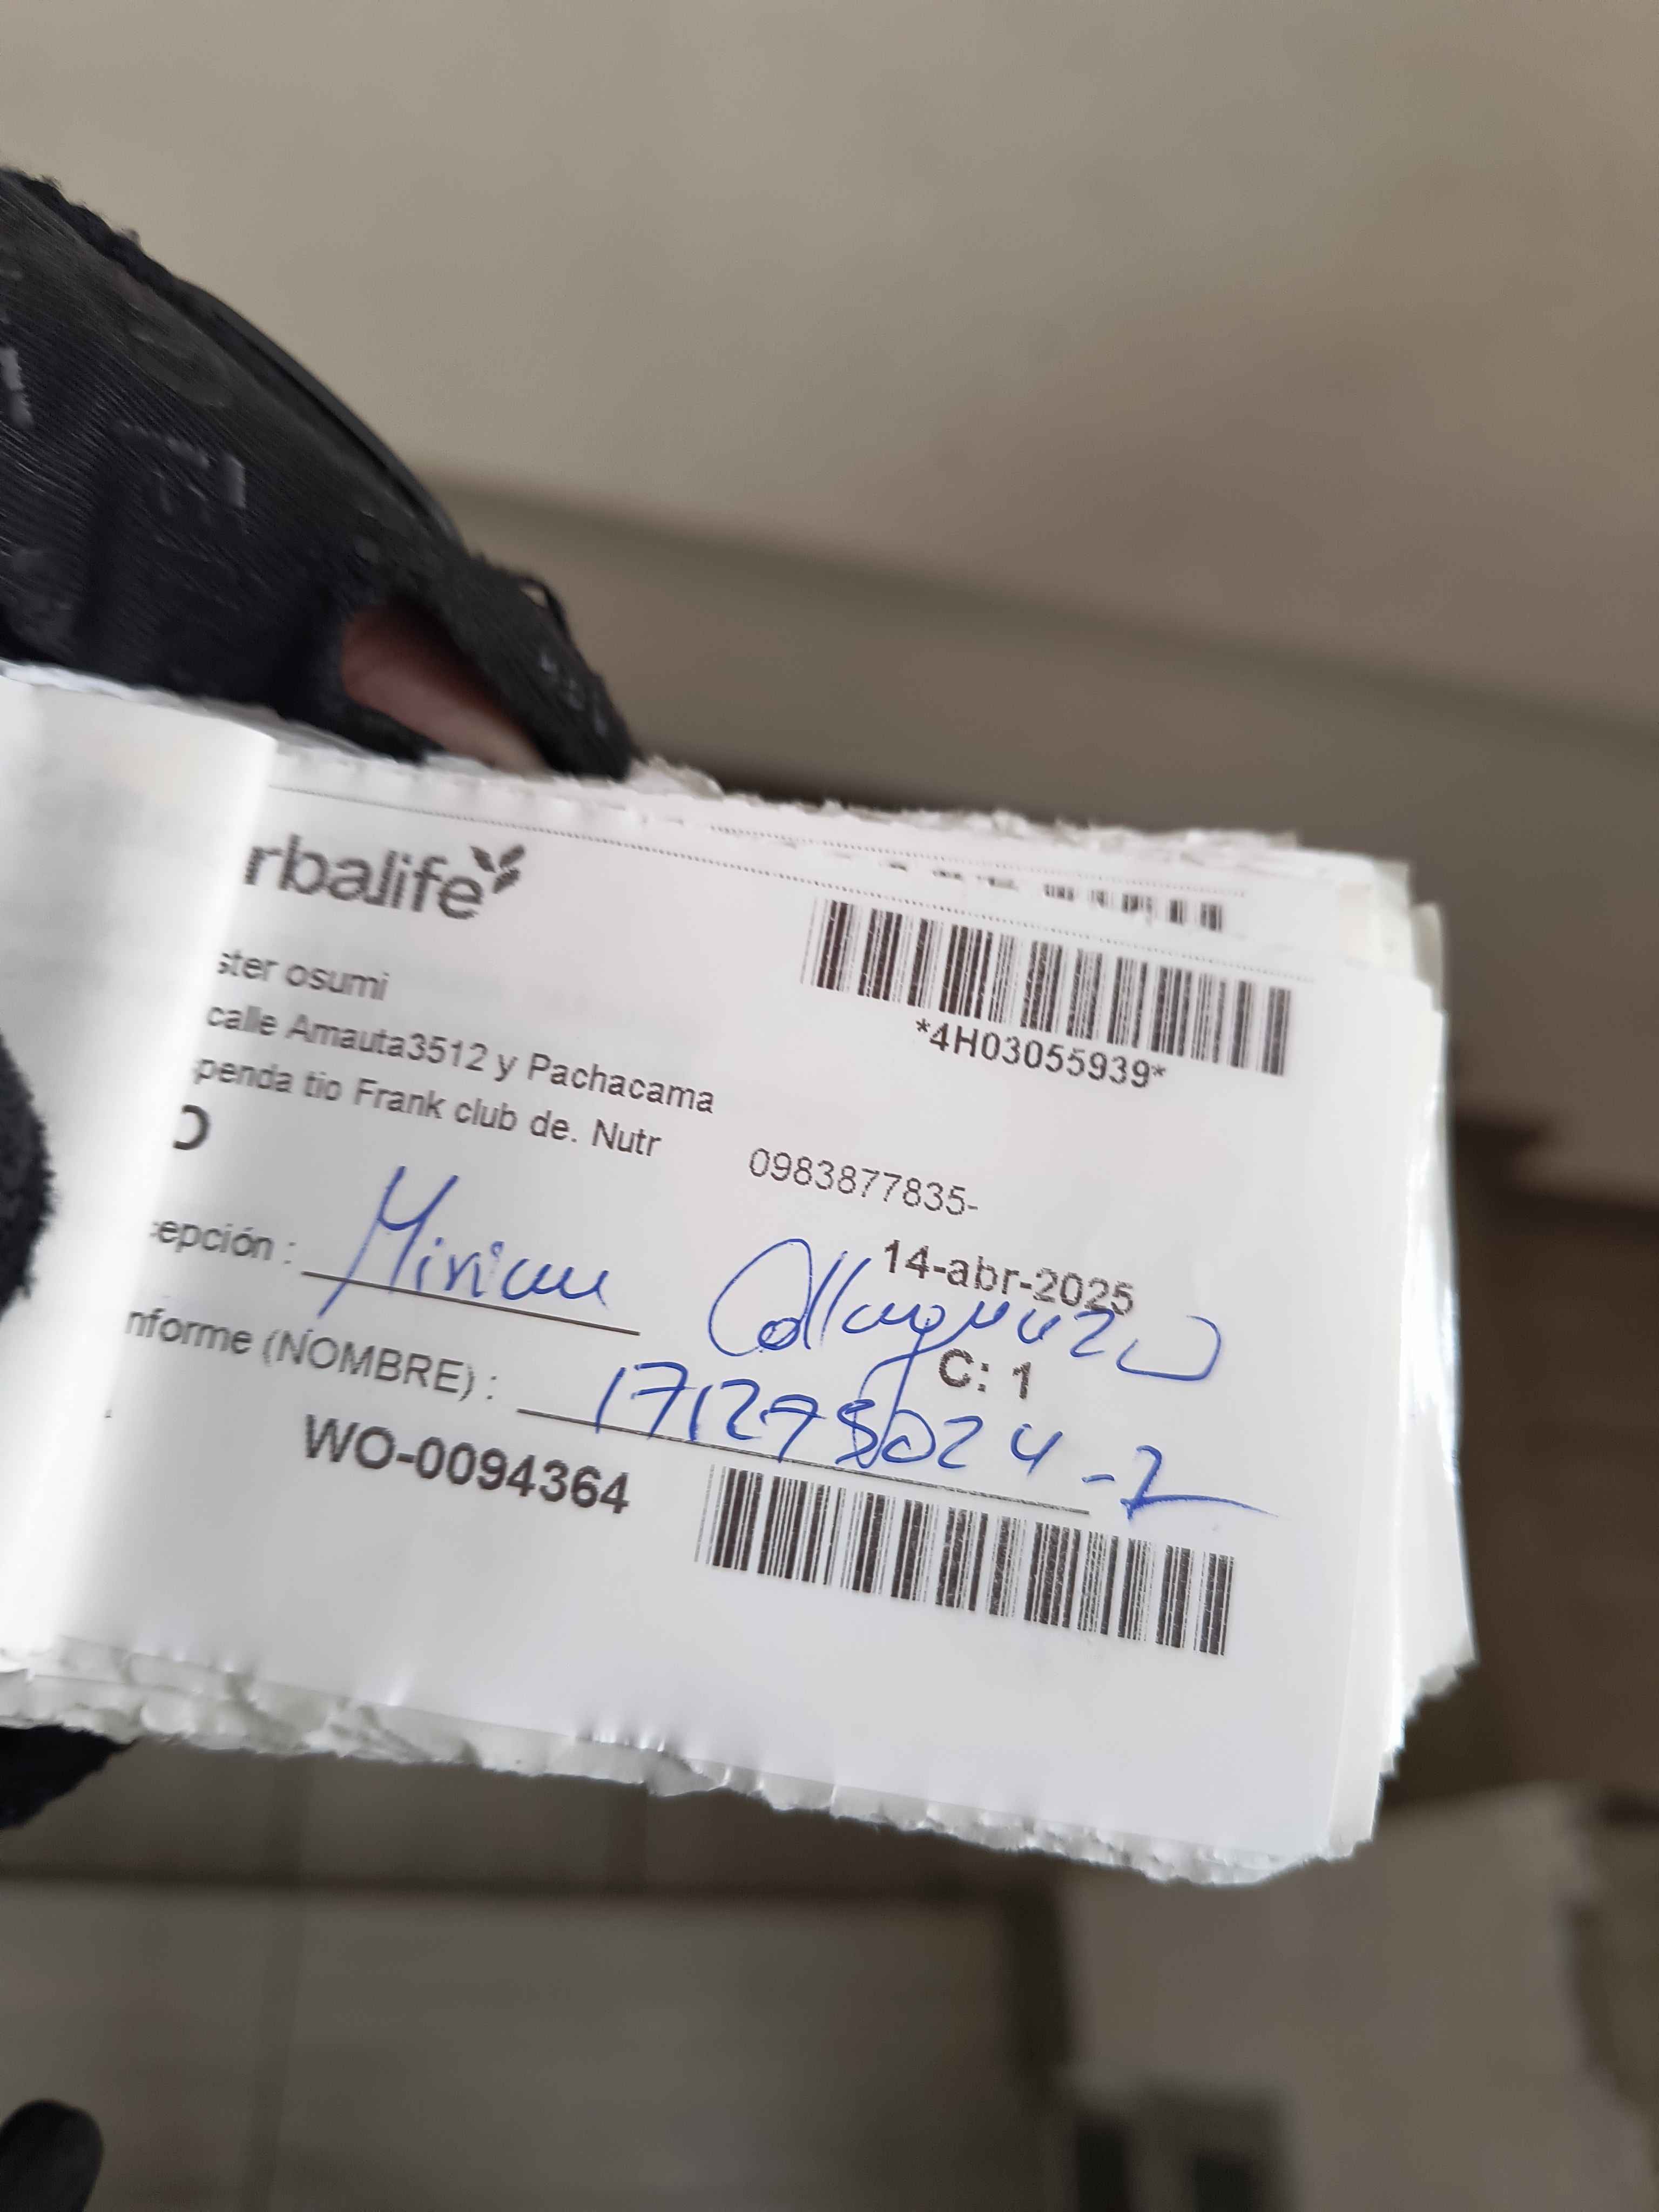 rbalife
*4H03055939*
ster osumi
calle Amauta3512 y Pachacama
penda tio Frank club de. Nutr
0983877835-
O
14-abr-2025
epción : Miriam Collaguazo
C: 1
nforme (NOMBRE) : 171275024-2
WO-0094364